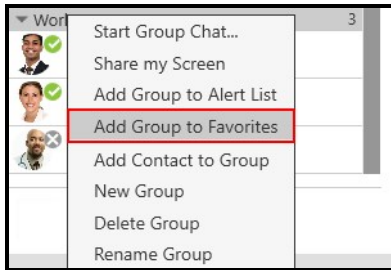 Wor 3
Start Group Chat...
Share my Screen
Add Group to Alert List
Add Group to Favorites
Add Contact to Group
New Group
Delete Group
Rename Group